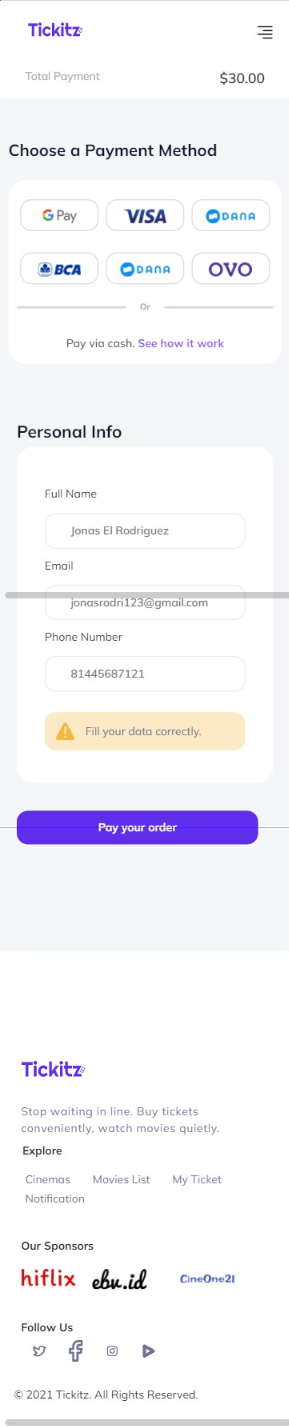 Tickitz
Total Payment $30.00
Choose a Payment Method
G Pay VISA DANA
BCA DANA OVO
Or
Pay via cash. See how it work
Personal Info
Full Name
Jonas El Rodriguez
Email
jonasrodri123@gmail.com
Phone Number
81445687121
Fill your data correctly.
Pay your order
Tickitz
Stop waiting in line. Buy tickets
conveniently, watch movies quietly.
Explore
Cinemas Movies List My Ticket
Notification
Our Sponsors
hiflix ebv.id CineOne21
Follow Us
© 2021 Tickitz. All Rights Reserved.